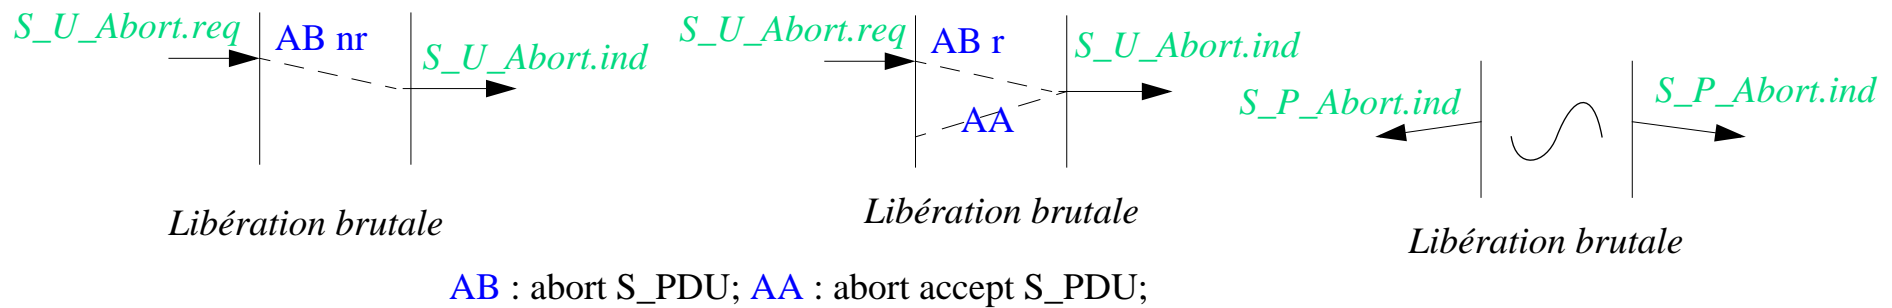 S_U_Abort.req AB nr S_U_Abort.ind
Libération brutale
S_U_Abort.req AB r S_U_Abort.ind
AA
Libération brutale
S_P_Abort.ind S_P_Abort.ind
Libération brutale
AB : abort S_PDU; AA : abort accept S_PDU;